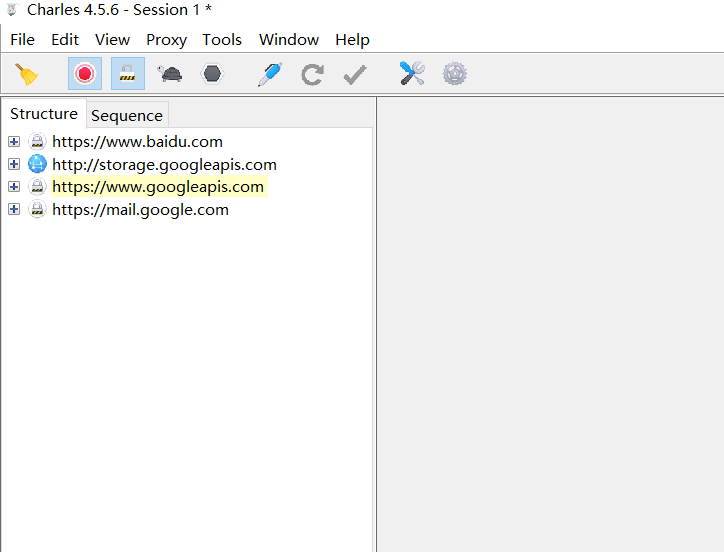 Charles 4.5.6 - Session 1 *
File Edit View Proxy Tools Window Help
Structure Sequence
https://www.baidu.com
http://storage.googleapis.com
https://www.googleapis.com
https://mail.google.com